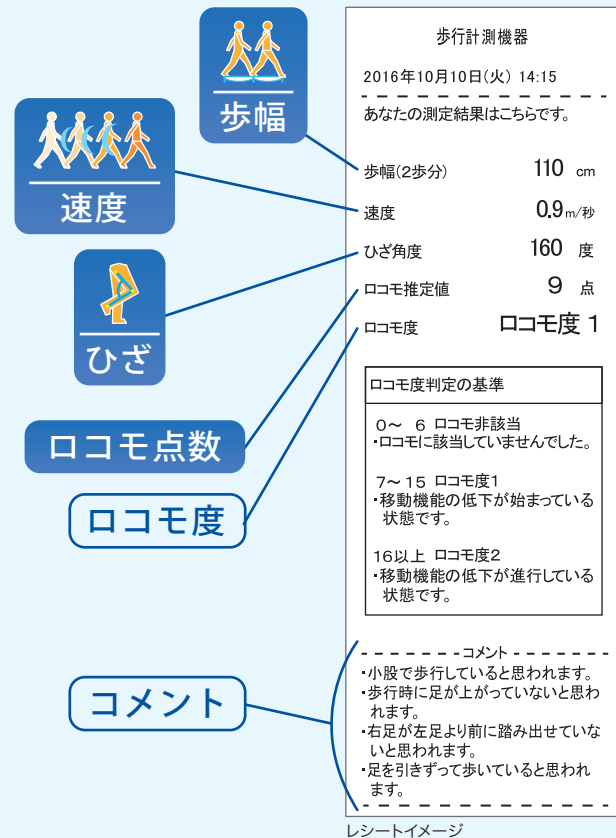 歩幅
速度
ひざ
ロコモ点数
ロコモ度
コメント
歩行計測機器
2016年10月10日(火) 14:15
あなたの測定結果はこちらです。
歩幅(2歩分) 110 cm
速度 0.9m/秒
ひざ角度 160 度
ロコモ推定値 9 点
ロコモ度 ロコモ度 1
ロコモ度判定の基準
0〜 6 ロコモ非該当
・ロコモに該当していませんでした。
7〜15 ロコモ度1
・移動機能の低下が始まっている
状態です。
16以上 ロコモ度2
・移動機能の低下が進行している
状態です。
コメント
・小股で歩行していると思われます。
・歩行時に足が上がっていないと思わ
れます。
・右足が左足より前に踏み出せていな
いと思われます。
・足を引きずって歩いていると思われ
ます。
レシートイメージ